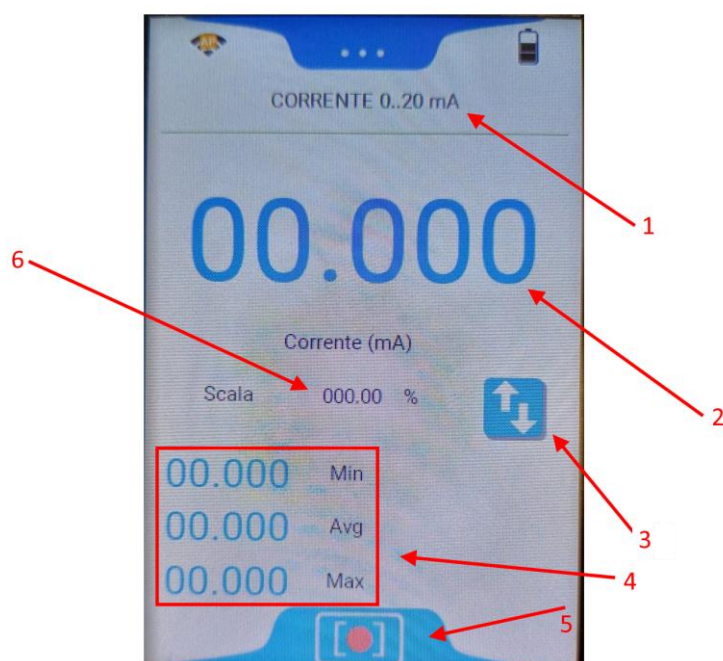 AP
CORRENTE 0..20 mA
1
00.000
6
Corrente (mA)
Scala 000.00 %
2
00.000 Min
3
00.000 Avg
4
00.000 Max
5